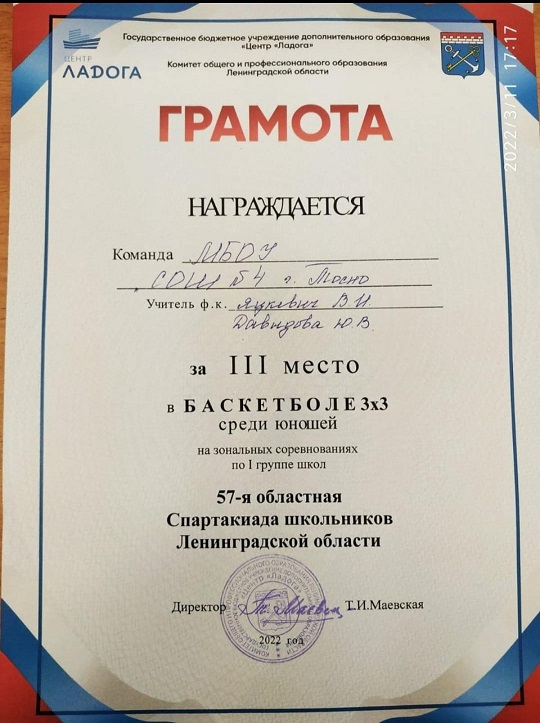 Государственное бюджетное учреждение дополнительного образования
«Центр «Ладога»
ЦЕНТР
ЛАДОГА
Комитет общего и профессионального образования
Ленинградской области
2022/3/11 17:17
ГРАМОТА
НАГРАЖДАЕТСЯ
Команда МБОУ
СОШ №4 г. Тосно
Учитель ф.к. Яцкевич В.И.
Давыдова Ю.В.
за III место
в БАСКЕТБОЛЕ 3х3
среди юношей
на зональных соревнованиях
по I группе школ
57-я областная
Спартакиада школьников
Ленинградской области
Директор Т.И.Маевская
«Центр «Ладога»
2022 год